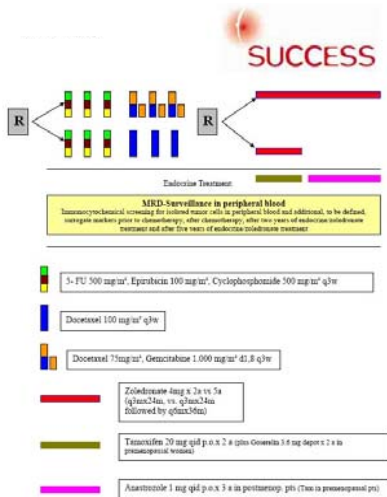 SUCCESS
R
R
Endocrine Treatment:
MRD-Surveillance in peripheral blood
Immunocytochemical screening for isolated tumor cells in peripheral blood and additional, to be defined,
surrogate markers prior to chemotherapy, after chemotherapy, after two years of endocrine/zoledronate
treatment and after five years of endocrine/zoledronate treatment
5- FU 500 mg/m², Epirubicin 100 mg/m², Cyclophosphomide 500 mg/m² q3w
Docetaxel 100 mg/m² q3w
Docetaxel 75mg/m², Gemcitabine 1.000 mg/m² d1,8 q3w
Zoledronate 4mg x 2a vs 5a
(q3mx24m, vs. q3mx24m
followed by q6mx36m)
Tamoxifen 20 mg qid p.o.x 2 a (plus Goserelin 3.6 mg depot x 2 a in
premenopausal women)
Anastrozole 1 mg qid p.o.x 3 a in postmenop. pts (Tam in premenopausal pts)